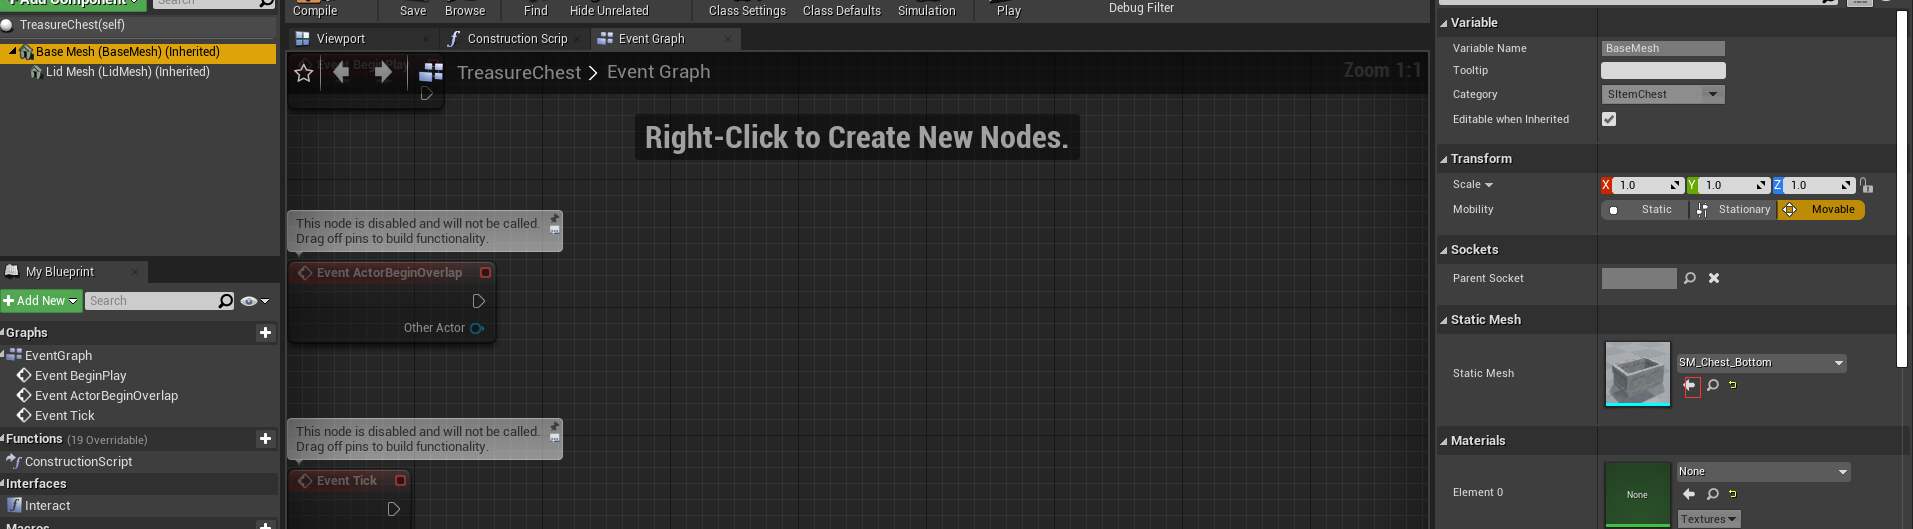 Add Component
Search
TreasureChest(self)
Base Mesh (BaseMesh) (Inherited)
Lid Mesh (LidMesh) (Inherited)
My Blueprint
Add New
Search
Graphs
EventGraph
Event BeginPlay
Event ActorBeginOverlap
Event Tick
Functions (19 Overridable)
ConstructionScript
Interfaces
Interact
Macros
Compile
Save
Browse
Find
Hide Unrelated
Class Settings
Class Defaults
Simulation
Play
Debug Filter
Viewport
Construction Scrip
Event Graph
Event BeginPlay
TreasureChest > Event Graph
Zoom 1:1
Right-Click to Create New Nodes.
This node is disabled and will not be called.
Drag off pins to build functionality.
Event ActorBeginOverlap
Other Actor
This node is disabled and will not be called.
Drag off pins to build functionality.
Event Tick
Variable
Variable Name
BaseMesh
Tooltip
Category
SItemChest
Editable when Inherited
Transform
Scale
X 1.0
Y 1.0
Z 1.0
Mobility
Static
Stationary
Movable
Sockets
Parent Socket
Static Mesh
Static Mesh
SM_Chest_Bottom
Materials
Element 0
None
None
Textures